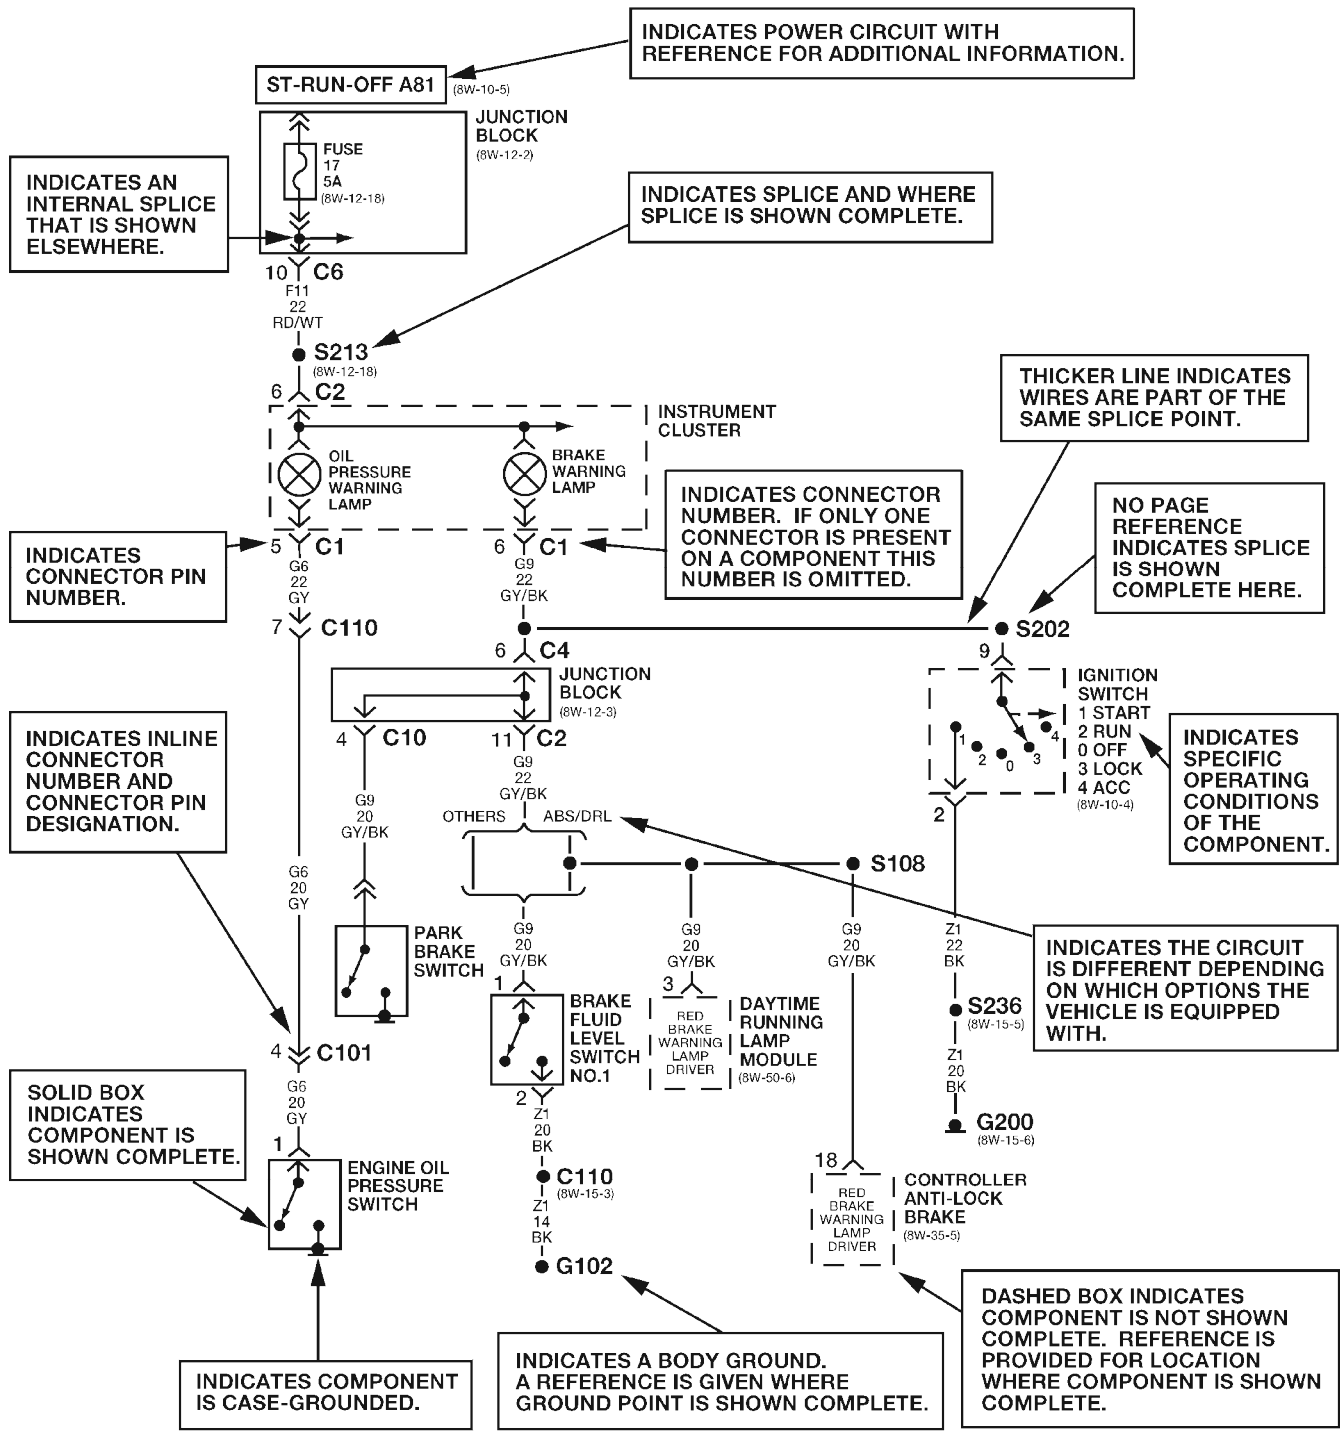 INDICATES POWER CIRCUIT WITH
REFERENCE FOR ADDITIONAL INFORMATION.
ST-RUN-OFF A81
(8W-10-5)
JUNCTION
BLOCK
(8W-12-2)
FUSE
17
5A
(8W-12-18)
INDICATES AN
INTERNAL SPLICE
THAT IS SHOWN
ELSEWHERE.
INDICATES SPLICE AND WHERE
SPLICE IS SHOWN COMPLETE.
10 C6
F11
22
RD/WT
S213
(8W-12-18)
6 C2
THICKER LINE INDICATES
WIRES ARE PART OF THE
SAME SPLICE POINT.
INSTRUMENT
CLUSTER
OIL
PRESSURE
WARNING
LAMP
BRAKE
WARNING
LAMP
INDICATES CONNECTOR
NUMBER. IF ONLY ONE
CONNECTOR IS PRESENT
ON A COMPONENT THIS
NUMBER IS OMITTED.
NO PAGE
REFERENCE
INDICATES SPLICE
IS SHOWN
COMPLETE HERE.
INDICATES
CONNECTOR PIN
NUMBER.
5 C1
G6
22
GY
7 C110
6 C1
G9
22
GY/BK
S202
6 C4
9
JUNCTION
BLOCK
(8W-12-3)
IGNITION
SWITCH
1 START
2 RUN
0 OFF
3 LOCK
4 ACC
(8W-10-4)
1
2
0
3
4
2
INDICATES
SPECIFIC
OPERATING
CONDITIONS
OF THE
COMPONENT.
INDICATES INLINE
CONNECTOR
NUMBER AND
CONNECTOR PIN
DESIGNATION.
4 C10
11 C2
G9
22
GY/BK
G9
20
GY/BK
OTHERS ABS/DRL
S108
G6
20
GY
PARK
BRAKE
SWITCH
G9
20
GY/BK
G9
20
GY/BK
G9
20
GY/BK
Z1
22
BK
INDICATES THE CIRCUIT
IS DIFFERENT DEPENDING
ON WHICH OPTIONS THE
VEHICLE IS EQUIPPED
WITH.
1
BRAKE
FLUID
LEVEL
SWITCH
NO.1
3
RED
BRAKE
WARNING
LAMP
DRIVER
DAYTIME
RUNNING
LAMP
MODULE
(8W-50-6)
S236
(8W-15-5)
Z1
20
BK
G200
(8W-15-6)
4 C101
G6
20
GY
SOLID BOX
INDICATES
COMPONENT IS
SHOWN COMPLETE.
1
ENGINE OIL
PRESSURE
SWITCH
2
Z1
20
BK
C110
(8W-15-3)
Z1
14
BK
G102
18
RED
BRAKE
WARNING
LAMP
DRIVER
CONTROLLER
ANTI-LOCK
BRAKE
(8W-35-5)
DASHED BOX INDICATES
COMPONENT IS NOT SHOWN
COMPLETE. REFERENCE IS
PROVIDED FOR LOCATION
WHERE COMPONENT IS SHOWN
COMPLETE.
INDICATES A BODY GROUND.
A REFERENCE IS GIVEN WHERE
GROUND POINT IS SHOWN COMPLETE.
INDICATES COMPONENT
IS CASE-GROUNDED.